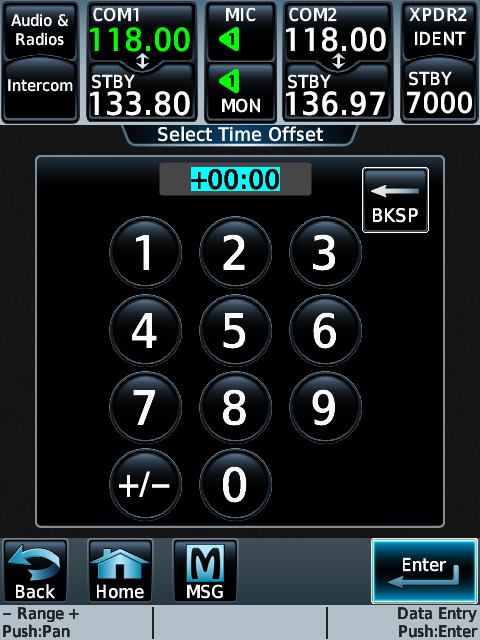 Audio &
Radios
COM1
118.00
MIC
COM2
118.00
XPDR2
IDENT
Intercom
STBY
133.80
1
MON
STBY
136.97
STBY
7000
Select Time Offset
+00:00
BKSP
1 2 3
4 5 6
7 8 9
+/− 0
Back
Home
MSG
Enter
− Range +
Push:Pan
Data Entry
Push:Enter